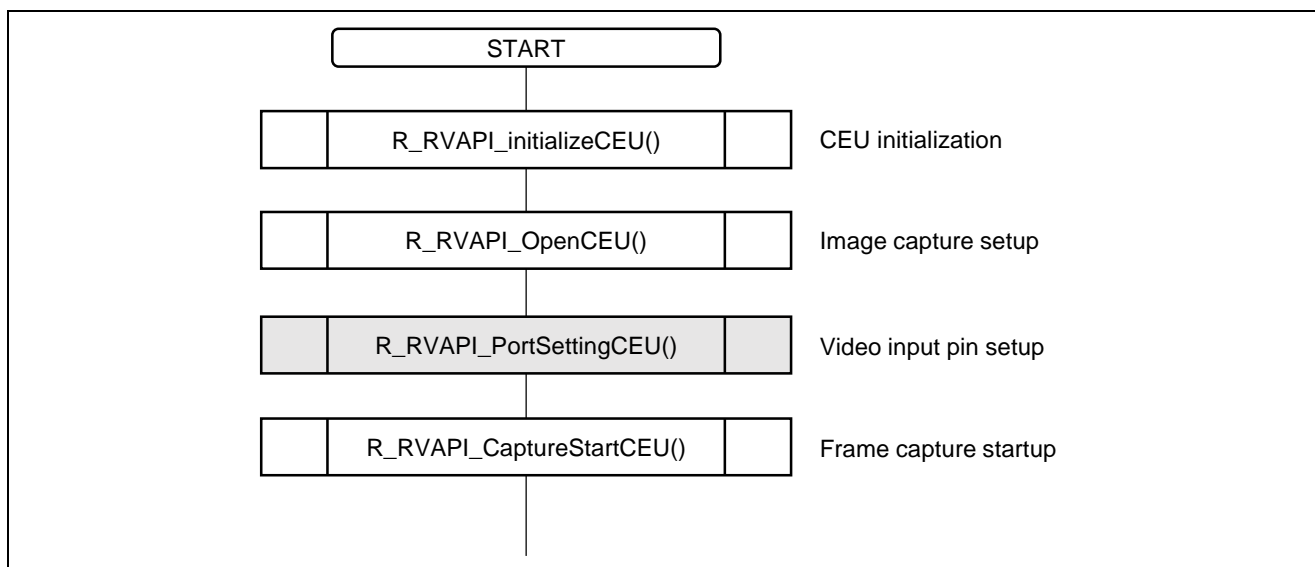 START
R_RVAPI_initializeCEU() CEU initialization
R_RVAPI_OpenCEU() Image capture setup
R_RVAPI_PortSettingCEU() Video input pin setup
R_RVAPI_CaptureStartCEU() Frame capture startup